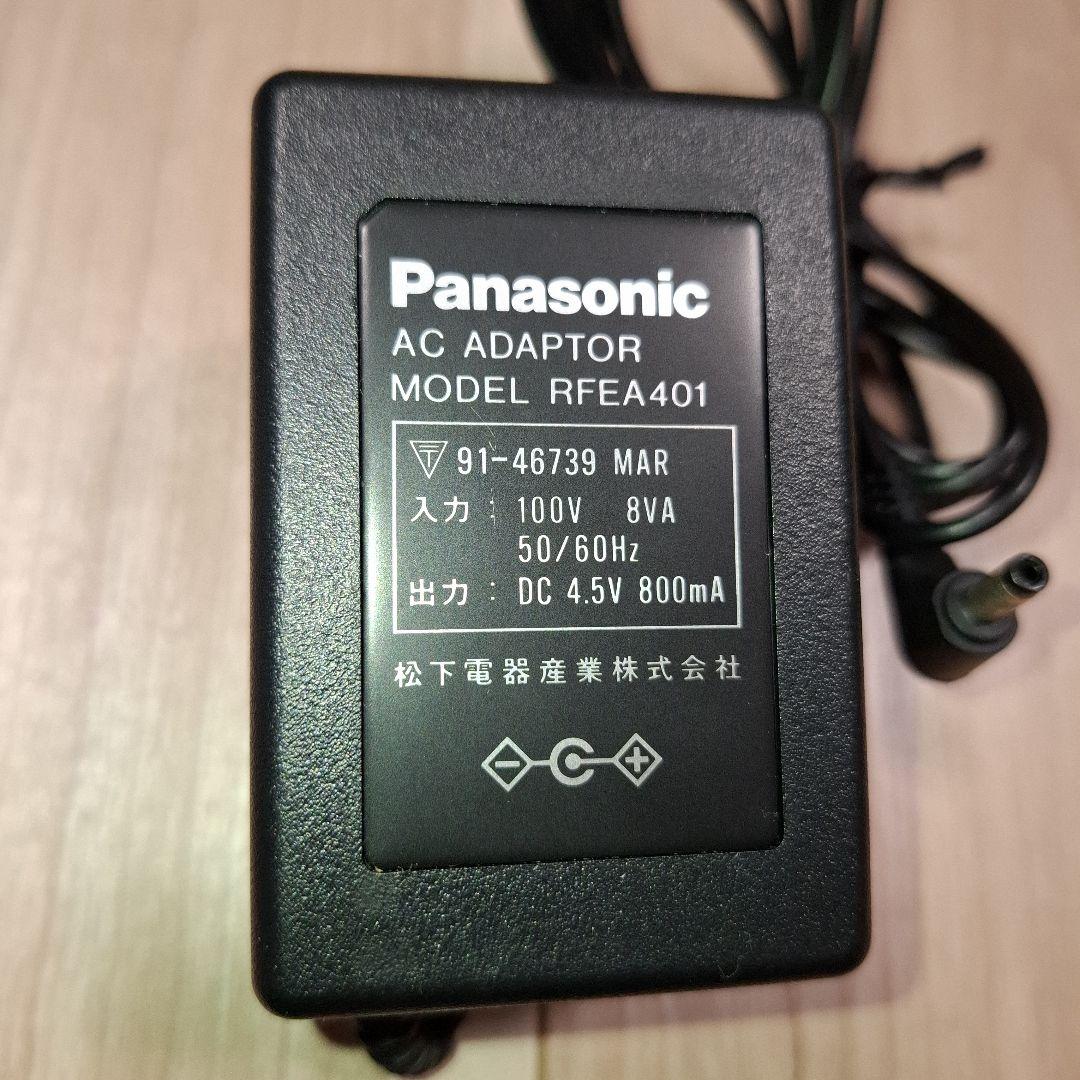 Panasonic
AC ADAPTOR
MODEL RFEA401
〒 91-46739 MAR
入力 : 100V 8VA
50/60Hz
出力 : DC 4.5V 800mA
松下電器産業株式会社
- +